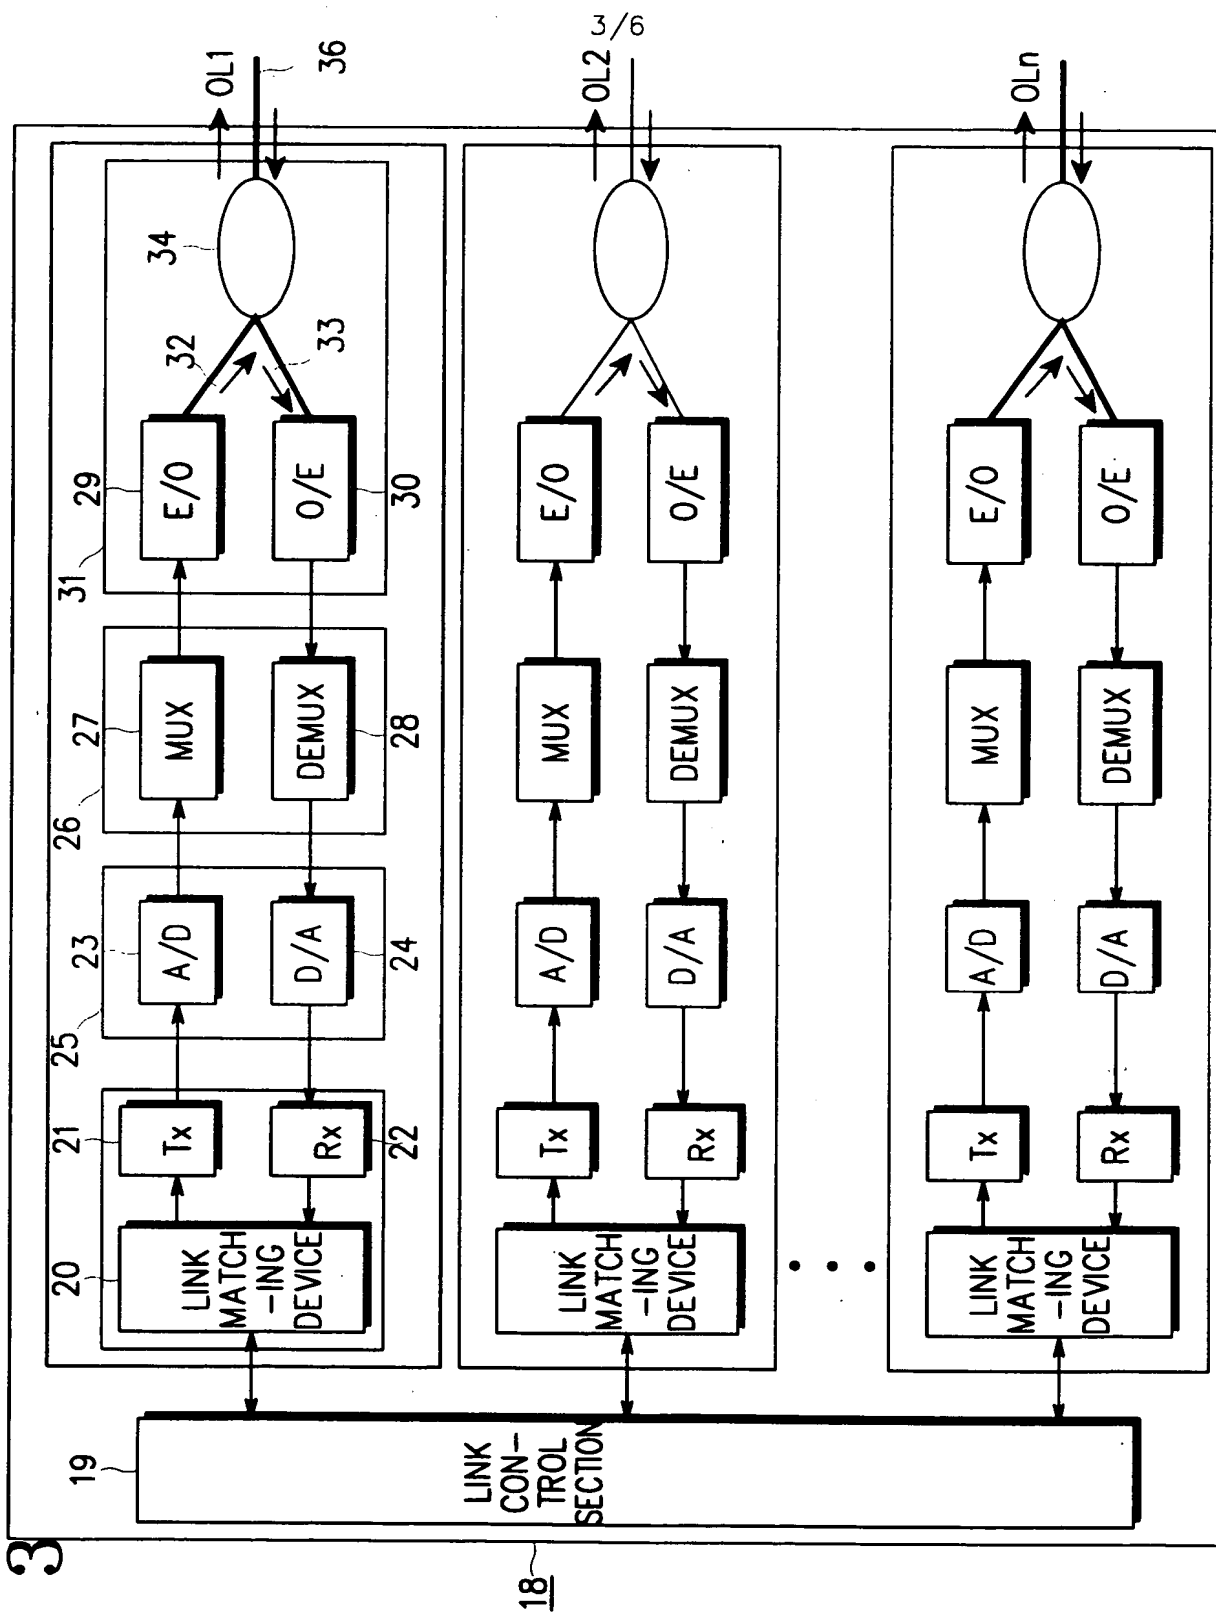 3/6
3
18
19
LINK
CON-
TROL
SECTION
20
LINK
MATCH
-ING
DEVICE
21
Tx
Rx
22
25
23
A/D
D/A
24
26
27
MUX
DEMUX
28
31
29
E/O
O/E
30
32
33
34
OL1
36
LINK
MATCH
-ING
DEVICE
Tx
Rx
A/D
D/A
MUX
DEMUX
E/O
O/E
OL2
LINK
MATCH
-ING
DEVICE
Tx
Rx
A/D
D/A
MUX
DEMUX
E/O
O/E
OLn